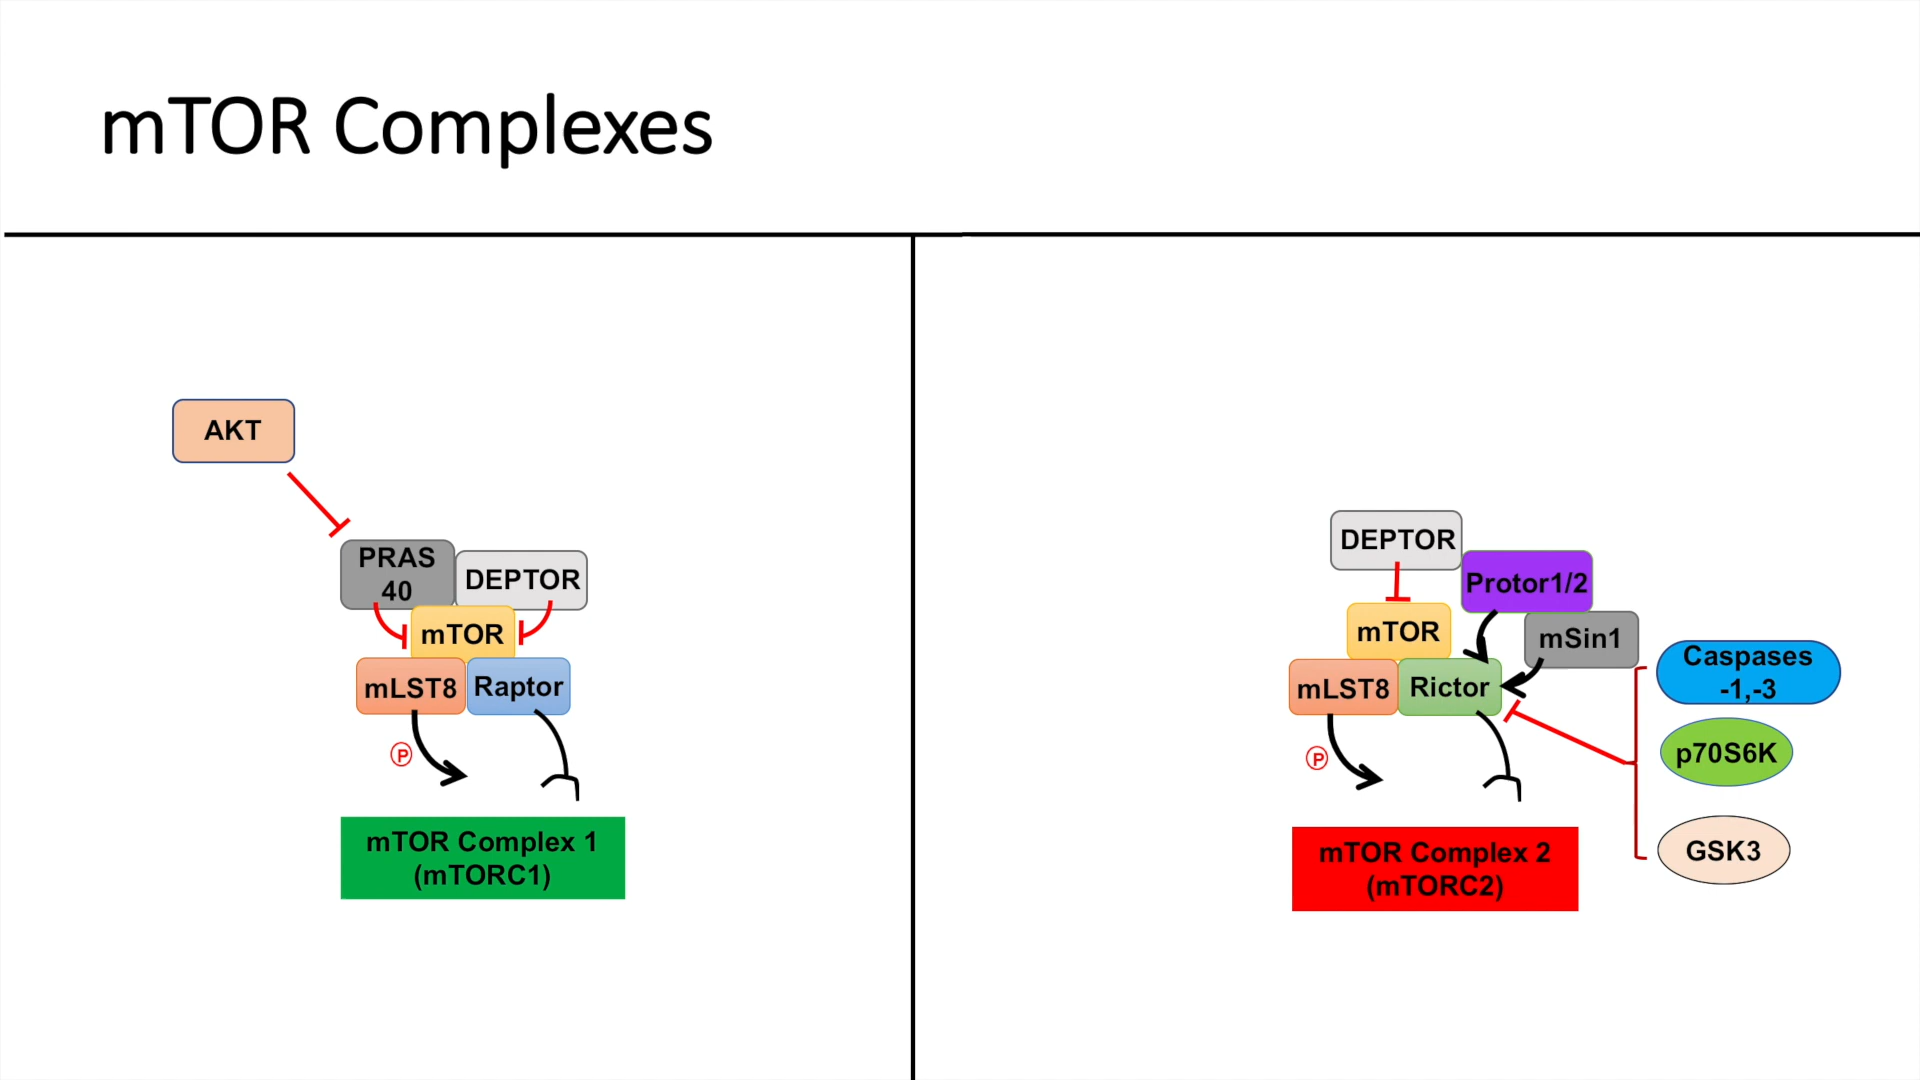 mTOR Complexes
AKT
PRAS
40
DEPTOR
mTOR
mLST8
Raptor
P
mTOR Complex 1
(mTORC1)
DEPTOR
Protor1/2
mTOR
mSin1
mLST8
Rictor
P
Caspases
-1,-3
p70S6K
GSK3
mTOR Complex 2
(mTORC2)